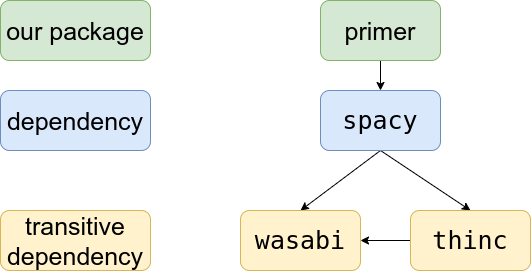 our package
primer
dependency
spacy
transitive
dependency
wasabi
thinc